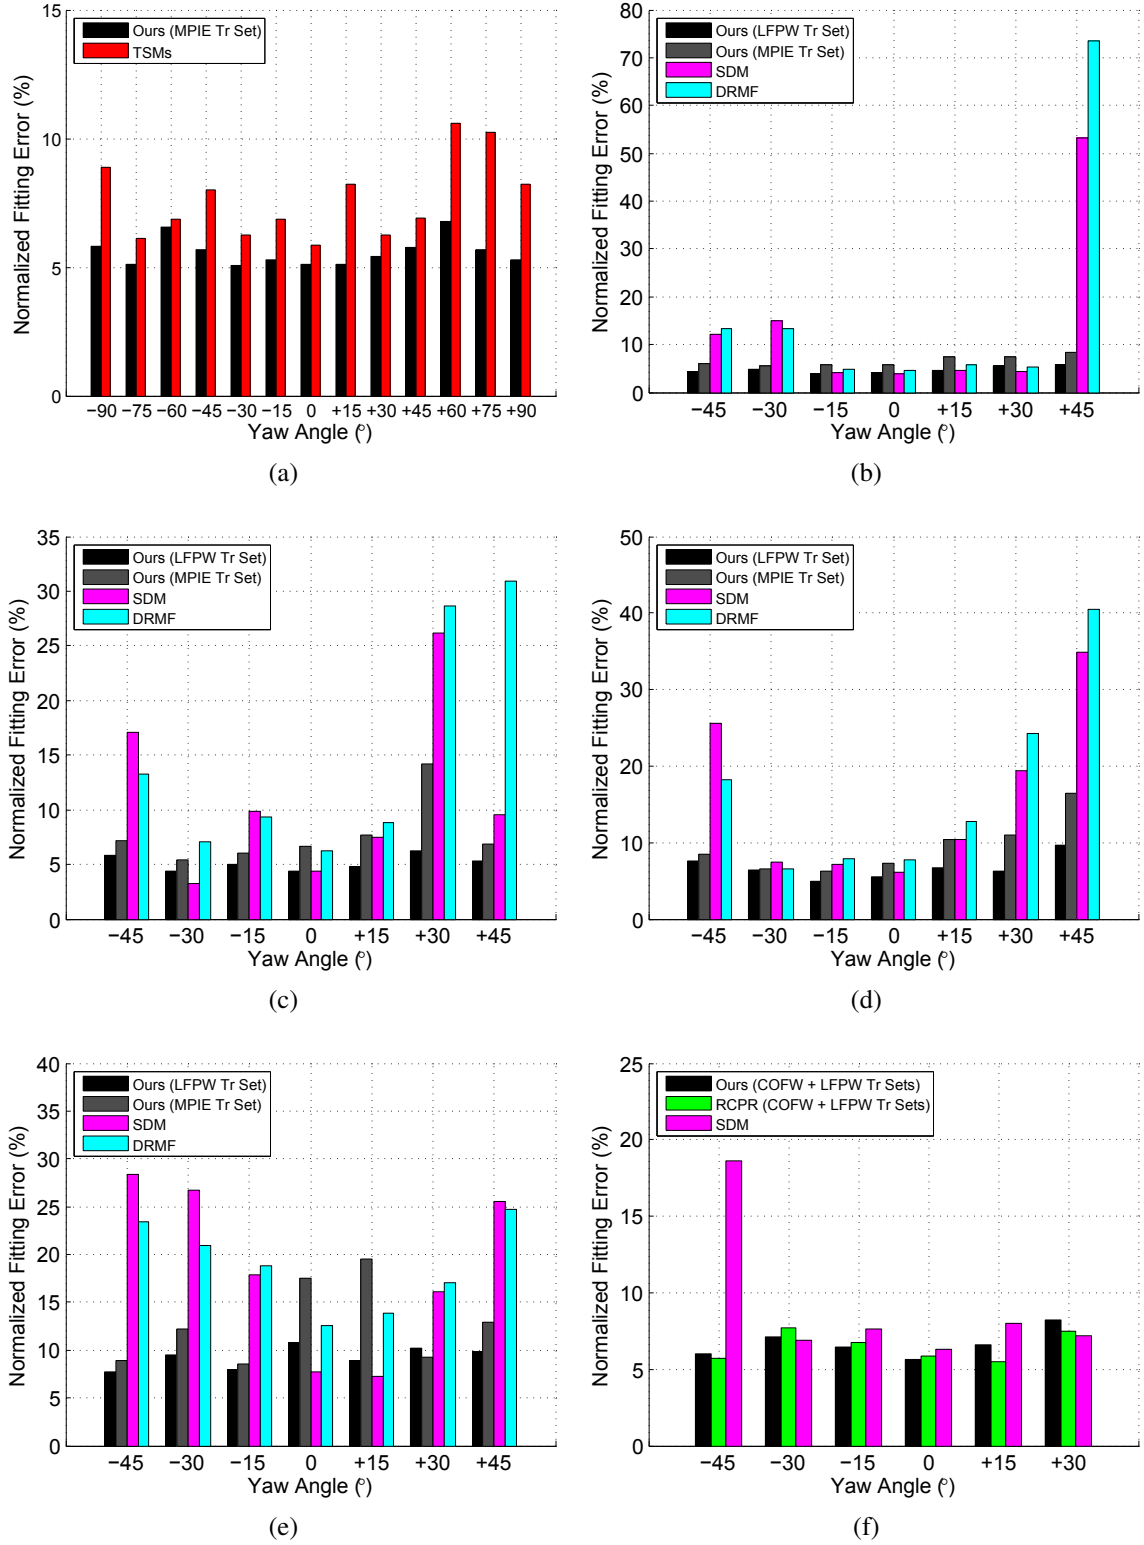 15
10
5
0
Normalized Fitting Error (%)
Ours (MPIE Tr Set)
TSMs
−90 −75 −60 −45 −30 −15 0 +15 +30 +45 +60 +75 +90
Yaw Angle (°)
(a)
80
70
60
50
40
30
20
10
0
Normalized Fitting Error (%)
Ours (LFPW Tr Set)
Ours (MPIE Tr Set)
SDM
DRMF
−45 −30 −15 0 +15 +30 +45
Yaw Angle (°)
(b)
35
30
25
20
15
10
5
0
Normalized Fitting Error (%)
Ours (LFPW Tr Set)
Ours (MPIE Tr Set)
SDM
DRMF
−45 −30 −15 0 +15 +30 +45
Yaw Angle (°)
(c)
50
40
30
20
10
0
Normalized Fitting Error (%)
Ours (LFPW Tr Set)
Ours (MPIE Tr Set)
SDM
DRMF
−45 −30 −15 0 +15 +30 +45
Yaw Angle (°)
(d)
40
35
30
25
20
15
10
5
0
Normalized Fitting Error (%)
Ours (LFPW Tr Set)
Ours (MPIE Tr Set)
SDM
DRMF
−45 −30 −15 0 +15 +30 +45
Yaw Angle (°)
(e)
25
20
15
10
5
0
Normalized Fitting Error (%)
Ours (COFW + LFPW Tr Sets)
RCPR (COFW + LFPW Tr Sets)
SDM
−45 −30 −15 0 +15 +30
Yaw Angle (°)
(f)